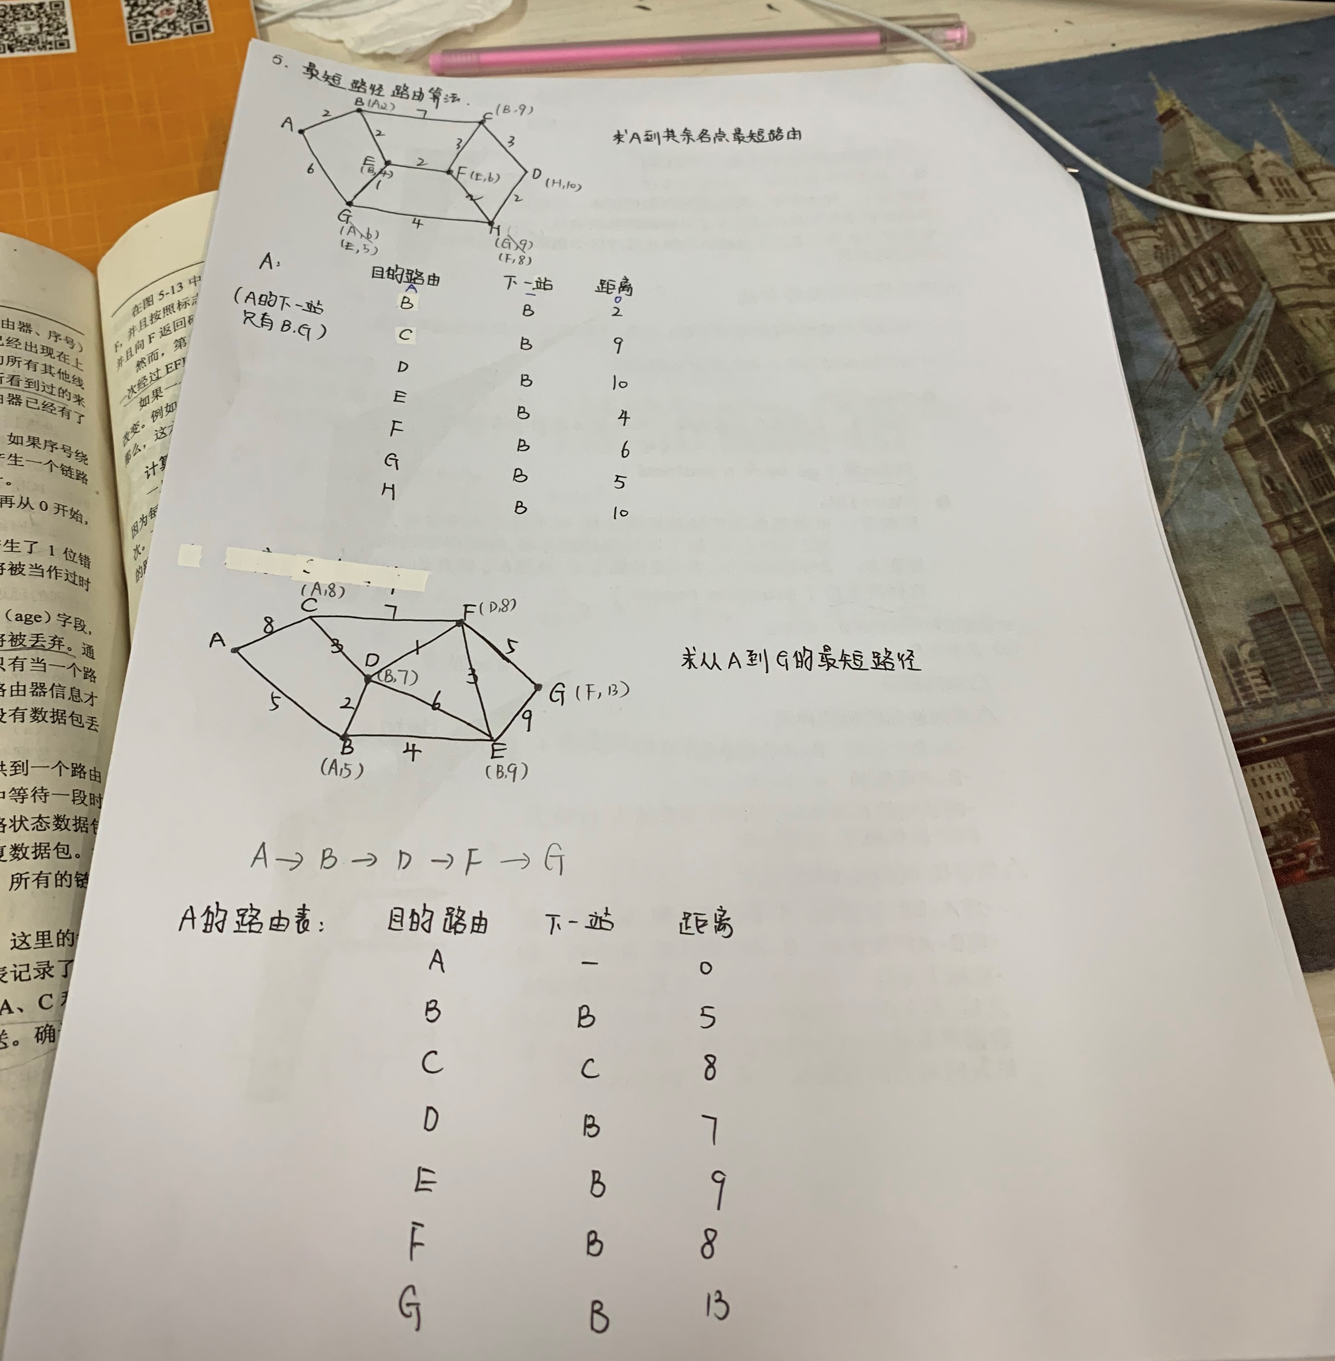 5. 最短路径路由算法.
B(A,2) 7 C(B,9)
A 2 2 3 3
求A到其余各点最短路由
E(B,4) 2 F(E,6) D(H,10)
6 1 2 2
G 4 H
(A,6) (G,9)
(E,5) (F,8)
A: 目的路由 下一站 距离
A - 0
(A的下一站 B B 2
只有B.G) C B 9
D B 10
E B 4
F B 6
G B 5
H B 10
(A,8)
C 7 F(D,8)
A 8 3 D 1 5
求从A到G的最短路径
(B,7) 3 G(F,13)
5 2 6 9
B 4 E
(A,5) (B,9)
A→B→D→F→G
A的路由表: 目的路由 下一站 距离
A - 0
B B 5
C C 8
D B 7
E B 9
F B 8
G B 13
在图 5-13 中
并且按照标志
并且向 F 返回
然而，第
一次经过 EF
如果一
改变。例如
那么，这
计算
由器、序号）
已经出现在上
的所有其他线
所看到过的来
由器已经有了
如果序号绕
产生一个链路
再从 0 开始，
产生了 1 位错
将被当作过时
（age）字段，
将被丢弃。通
只有当一个路
路由器信息才
没有数据包丢
共到一个路由
中等待一段时
路状态数据包
复数据包。
所有的链
这里的
表记录了
A、C
送。确